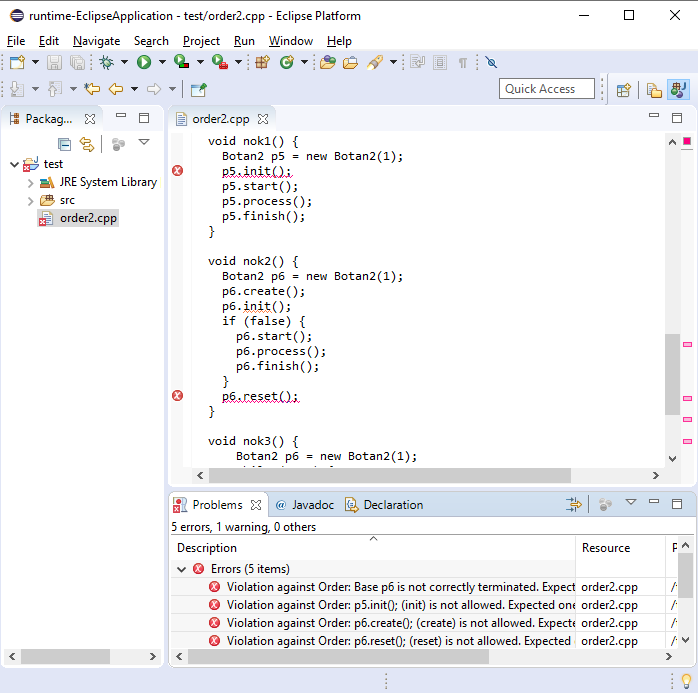 runtime-EclipseApplication - test/order2.cpp - Eclipse Platform
File Edit Navigate Search Project Run Window Help
Quick Access
Packag...
order2.cpp
test
JRE System Library
src
order2.cpp
void nok1() {
Botan2 p5 = new Botan2(1);
p5.init();
p5.start();
p5.process();
p5.finish();
}
void nok2() {
Botan2 p6 = new Botan2(1);
p6.create();
p6.init();
if (false) {
p6.start();
p6.process();
p6.finish();
}
p6.reset();
}
void nok3() {
Botan2 p6 = new Botan2(1);
Problems @ Javadoc Declaration
5 errors, 1 warning, 0 others
Description Resource P
Errors (5 items)
Violation against Order: Base p6 is not correctly terminated. Expect order2.cpp /
Violation against Order: p5.init(); (init) is not allowed. Expected one order2.cpp /
Violation against Order: p6.create(); (create) is not allowed. Expecte order2.cpp /
Violation against Order: p6.reset(); (reset) is not allowed. Expected order2.cpp /